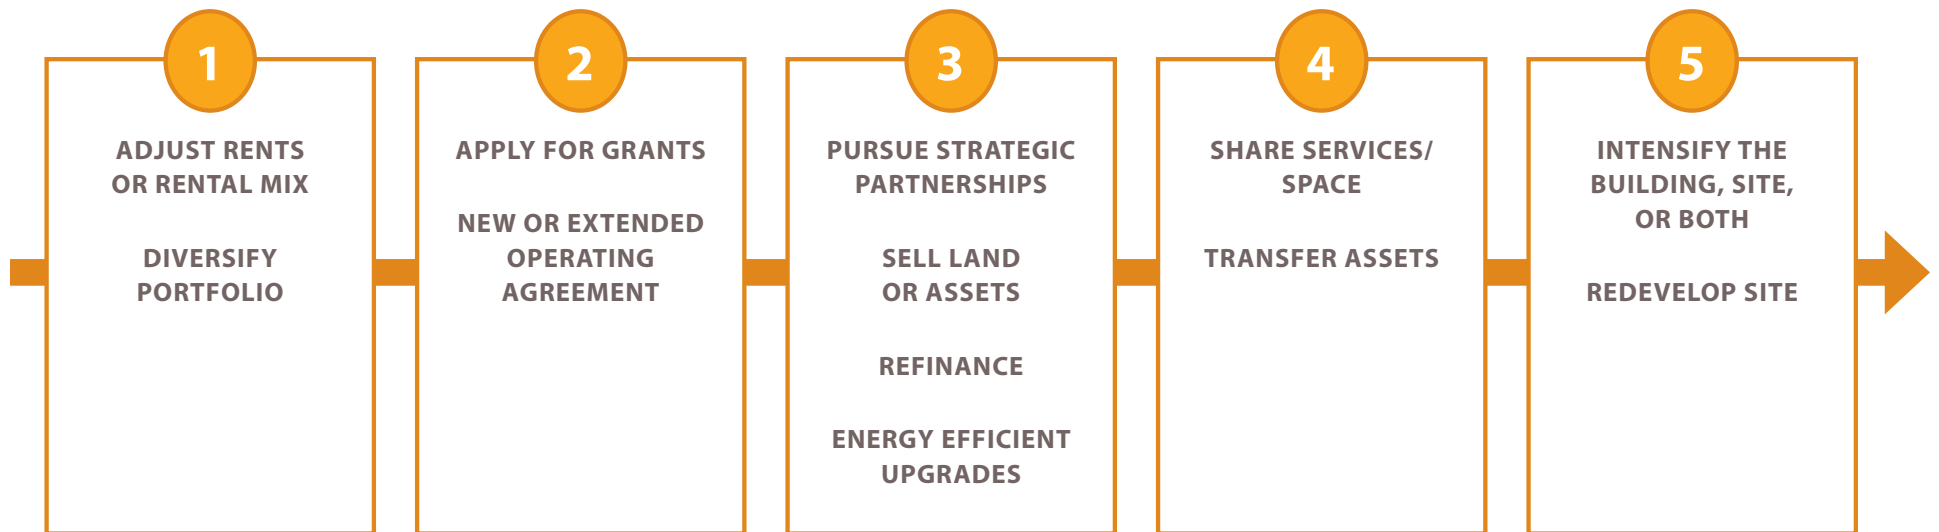 1
ADJUST RENTS
OR RENTAL MIX
DIVERSIFY
PORTFOLIO
2
APPLY FOR GRANTS
NEW OR EXTENDED
OPERATING
AGREEMENT
3
PURSUE STRATEGIC
PARTNERSHIPS
SELL LAND
OR ASSETS
REFINANCE
ENERGY EFFICIENT
UPGRADES
4
SHARE SERVICES/
SPACE
TRANSFER ASSETS
5
INTENSIFY THE
BUILDING, SITE,
OR BOTH
REDEVELOP SITE